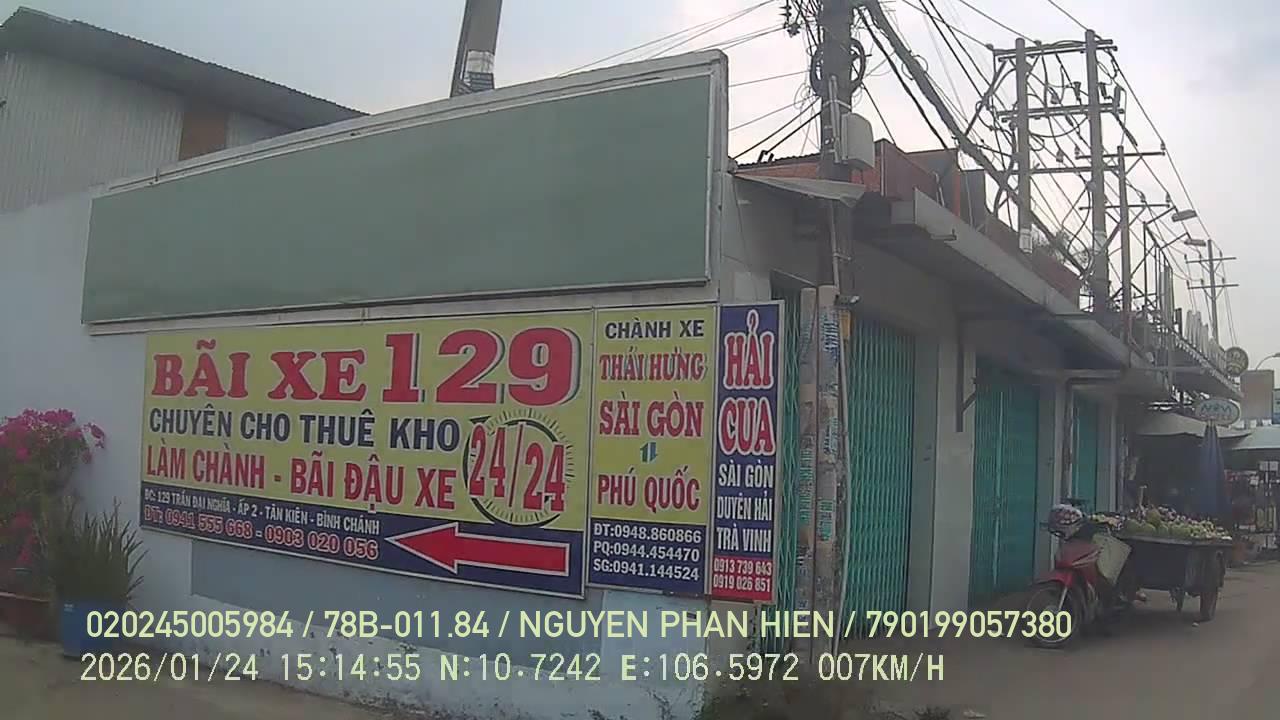 BÃI XE 129
CHUYÊN CHO THUÊ KHO
LÀM CHÀNH - BÃI ĐẬU XE
24/24
ĐC: 129 TRẦN ĐẠI NGHĨA - ẤP 2 - TÂN KIÊN - BÌNH CHÁNH
ĐT: 0941 555 668 - 0903 020 056
CHÀNH XE
THÁI HƯNG
SÀI GÒN
PHÚ QUỐC
ĐT:0948.860866
PQ:0944.454470
SG:0941.144524
HẢI
CUA
SÀI GÒN
DUYÊN HẢI
TRÀ VINH
0913 739 643
0919 026 851
020245005984 / 78B-011.84 / NGUYEN PHAN HIEN / 790199057380
2026/01/24 15:14:55 N:10.7242 E:106.5972 007KM/H